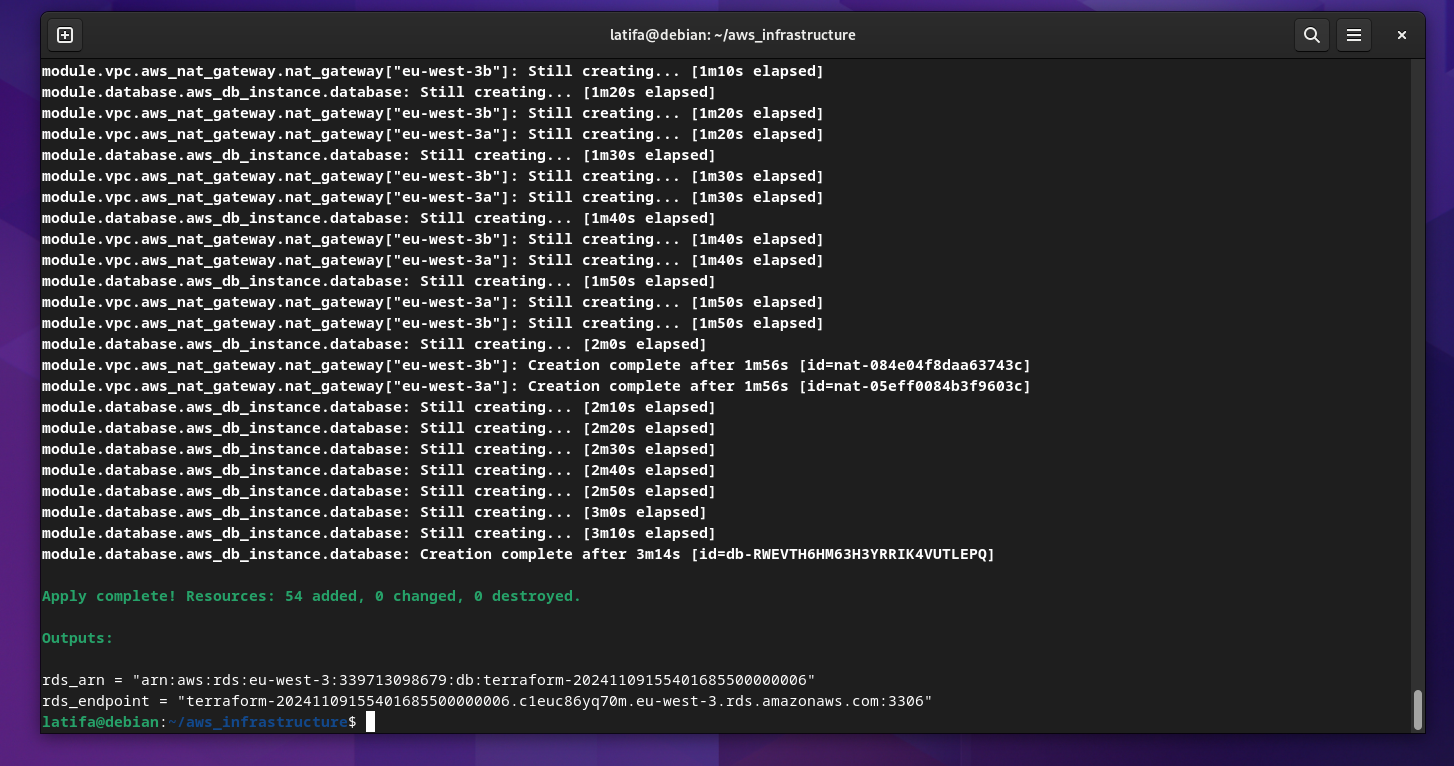 latifa@debian: ~/aws_infrastructure
module.vpc.aws_nat_gateway.nat_gateway["eu-west-3b"]: Still creating... [1m10s elapsed]
module.database.aws_db_instance.database: Still creating... [1m20s elapsed]
module.vpc.aws_nat_gateway.nat_gateway["eu-west-3b"]: Still creating... [1m20s elapsed]
module.vpc.aws_nat_gateway.nat_gateway["eu-west-3a"]: Still creating... [1m20s elapsed]
module.database.aws_db_instance.database: Still creating... [1m30s elapsed]
module.vpc.aws_nat_gateway.nat_gateway["eu-west-3b"]: Still creating... [1m30s elapsed]
module.vpc.aws_nat_gateway.nat_gateway["eu-west-3a"]: Still creating... [1m30s elapsed]
module.database.aws_db_instance.database: Still creating... [1m40s elapsed]
module.vpc.aws_nat_gateway.nat_gateway["eu-west-3b"]: Still creating... [1m40s elapsed]
module.vpc.aws_nat_gateway.nat_gateway["eu-west-3a"]: Still creating... [1m40s elapsed]
module.database.aws_db_instance.database: Still creating... [1m50s elapsed]
module.vpc.aws_nat_gateway.nat_gateway["eu-west-3a"]: Still creating... [1m50s elapsed]
module.vpc.aws_nat_gateway.nat_gateway["eu-west-3b"]: Still creating... [1m50s elapsed]
module.database.aws_db_instance.database: Still creating... [2m0s elapsed]
module.vpc.aws_nat_gateway.nat_gateway["eu-west-3b"]: Creation complete after 1m56s [id=nat-084e04f8daa63743c]
module.vpc.aws_nat_gateway.nat_gateway["eu-west-3a"]: Creation complete after 1m56s [id=nat-05eff0084b3f9603c]
module.database.aws_db_instance.database: Still creating... [2m10s elapsed]
module.database.aws_db_instance.database: Still creating... [2m20s elapsed]
module.database.aws_db_instance.database: Still creating... [2m30s elapsed]
module.database.aws_db_instance.database: Still creating... [2m40s elapsed]
module.database.aws_db_instance.database: Still creating... [2m50s elapsed]
module.database.aws_db_instance.database: Still creating... [3m0s elapsed]
module.database.aws_db_instance.database: Still creating... [3m10s elapsed]
module.database.aws_db_instance.database: Creation complete after 3m14s [id=db-RWEVTH6HM63H3YRRIK4VUTLEPQ]
Apply complete! Resources: 54 added, 0 changed, 0 destroyed.
Outputs:
rds_arn = "arn:aws:rds:eu-west-3:339713098679:db:terraform-20241109155401685500000006"
rds_endpoint = "terraform-20241109155401685500000006.c1euc86yq70m.eu-west-3.rds.amazonaws.com:3306"
latifa@debian:~/aws_infrastructure$